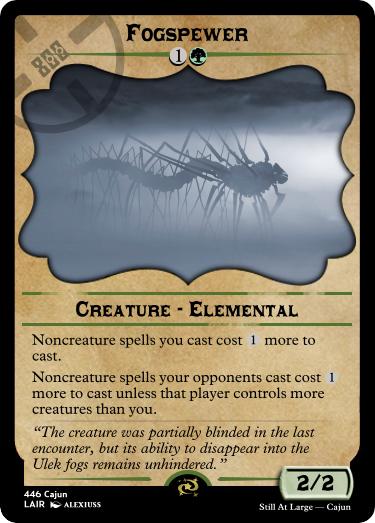 FOGSPEWER
1
CREATURE - ELEMENTAL
Noncreature spells you cast cost 1 more to
cast.
Noncreature spells your opponents cast cost 1
more to cast unless that player controls more
creatures than you.
“The creature was partially blinded in the last
encounter, but its ability to disappear into the
Ulek fogs remains unhindered.”
2/2
446 Cajun
LAIR ALEXIUSS
Still At Large — Cajun